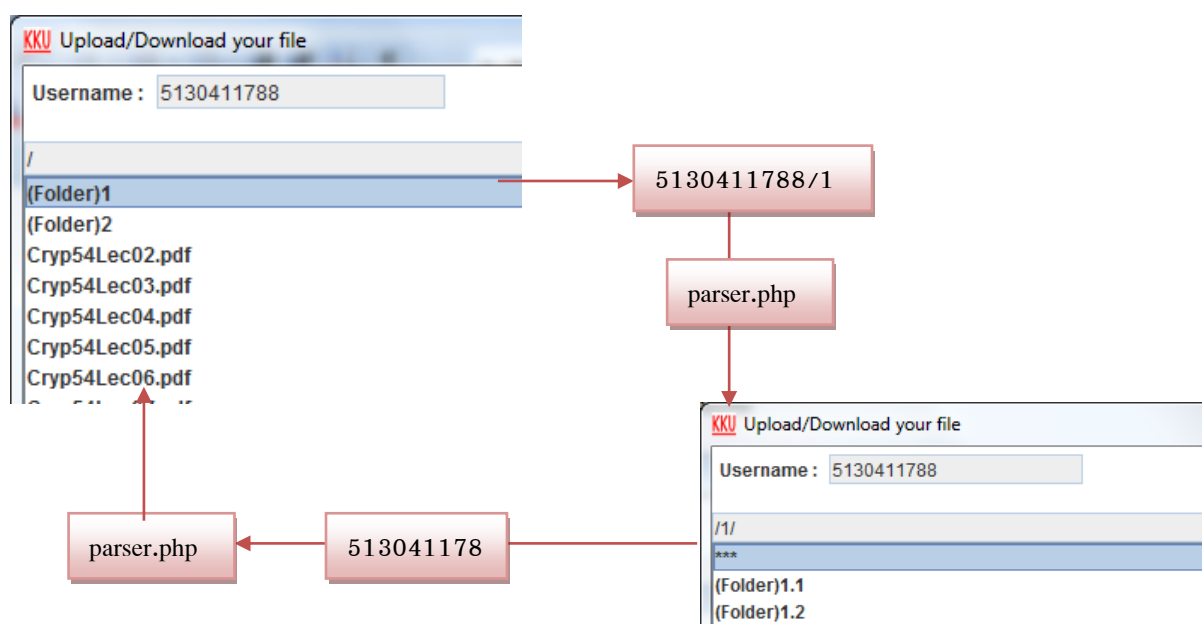 KKU Upload/Download your file
Username : 5130411788
/
(Folder)1
(Folder)2
Cryp54Lec02.pdf
Cryp54Lec03.pdf
Cryp54Lec04.pdf
Cryp54Lec05.pdf
Cryp54Lec06.pdf
5130411788/1
parser.php
KKU Upload/Download your file
Username : 5130411788
/1/
***
(Folder)1.1
(Folder)1.2
513041178
parser.php